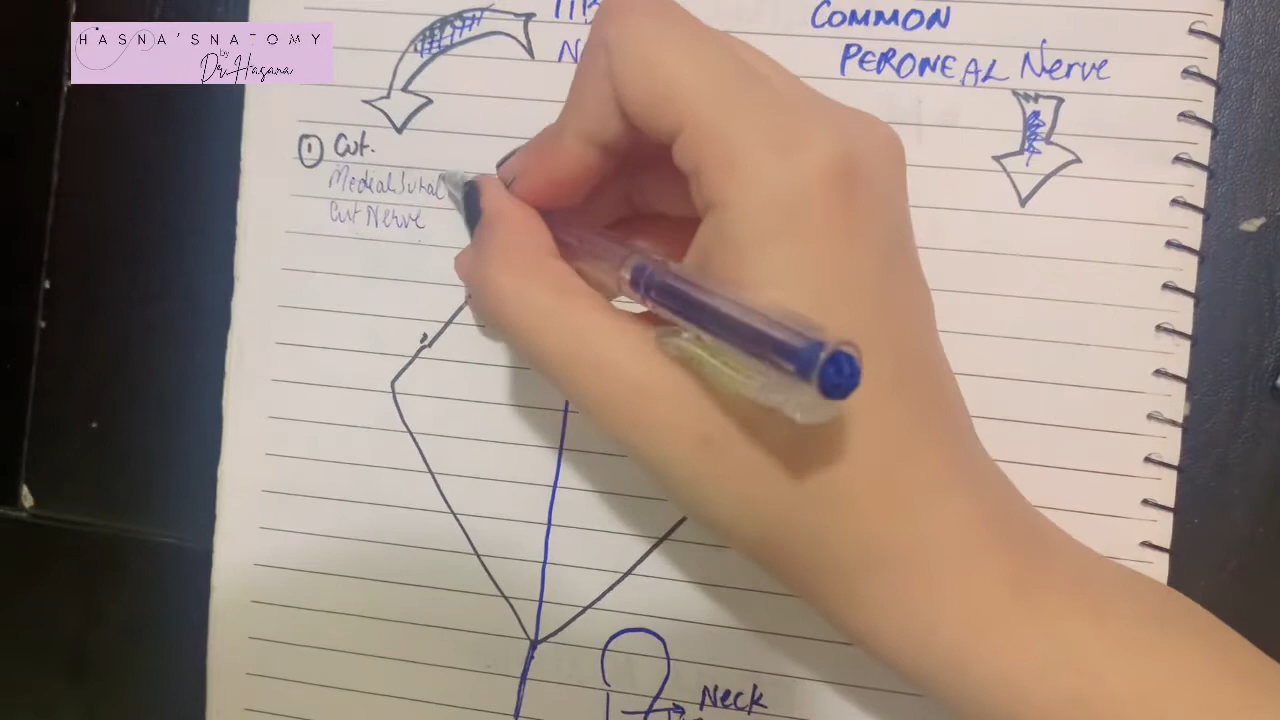 HASNA'SNATOMY
by
Dr. Hasana
COMMON
PERONEAL Nerve
① Cut.
Medial Sural
Cut Nerve
Neck